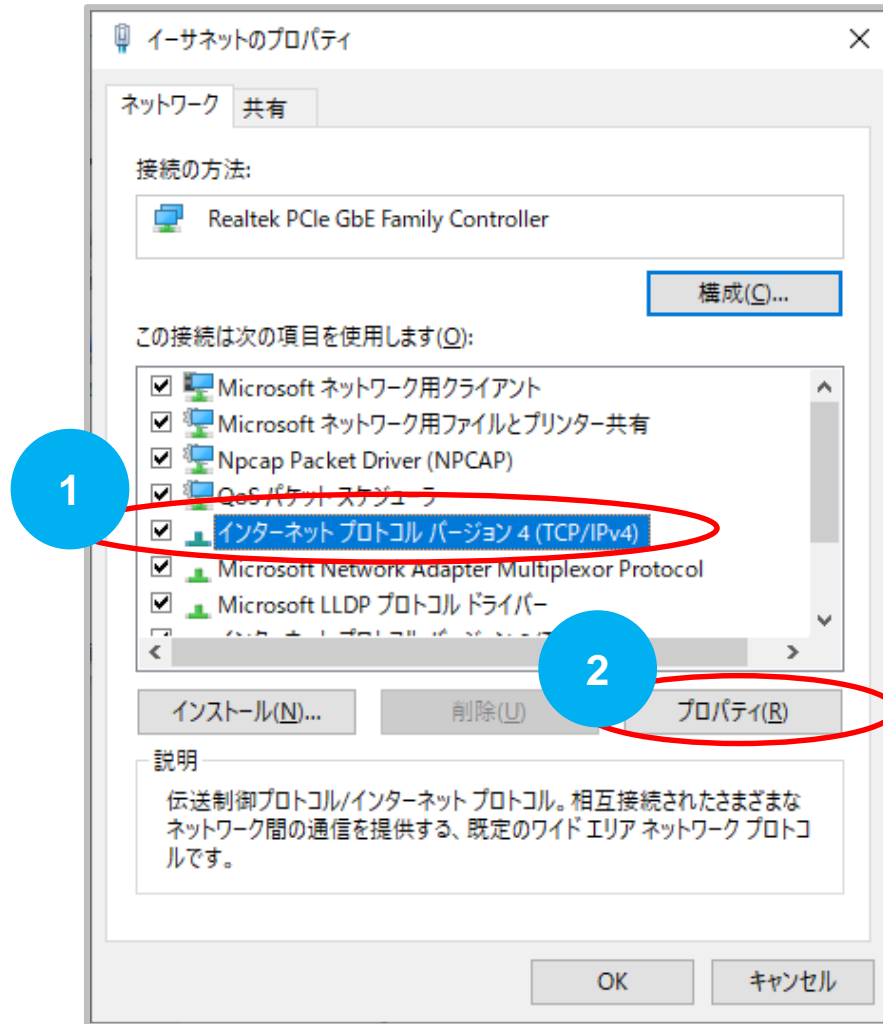 イーサネットのプロパティ
ネットワーク 共有
接続の方法:
Realtek PCIe GbE Family Controller
構成(C)...
この接続は次の項目を使用します(O):
Microsoft ネットワーク用クライアント
Microsoft ネットワーク用ファイルとプリンター共有
Npcap Packet Driver (NPCAP)
1
QoS パケット スケジューラ
インターネット プロトコル バージョン 4 (TCP/IPv4)
Microsoft Network Adapter Multiplexor Protocol
Microsoft LLDP プロトコル ドライバー
2
インストール(N)... 削除(U) プロパティ(R)
説明
伝送制御プロトコル/インターネット プロトコル。相互接続されたさまざまな
ネットワーク間の通信を提供する、既定のワイド エリア ネットワーク プロトコ
ルです。
OK キャンセル